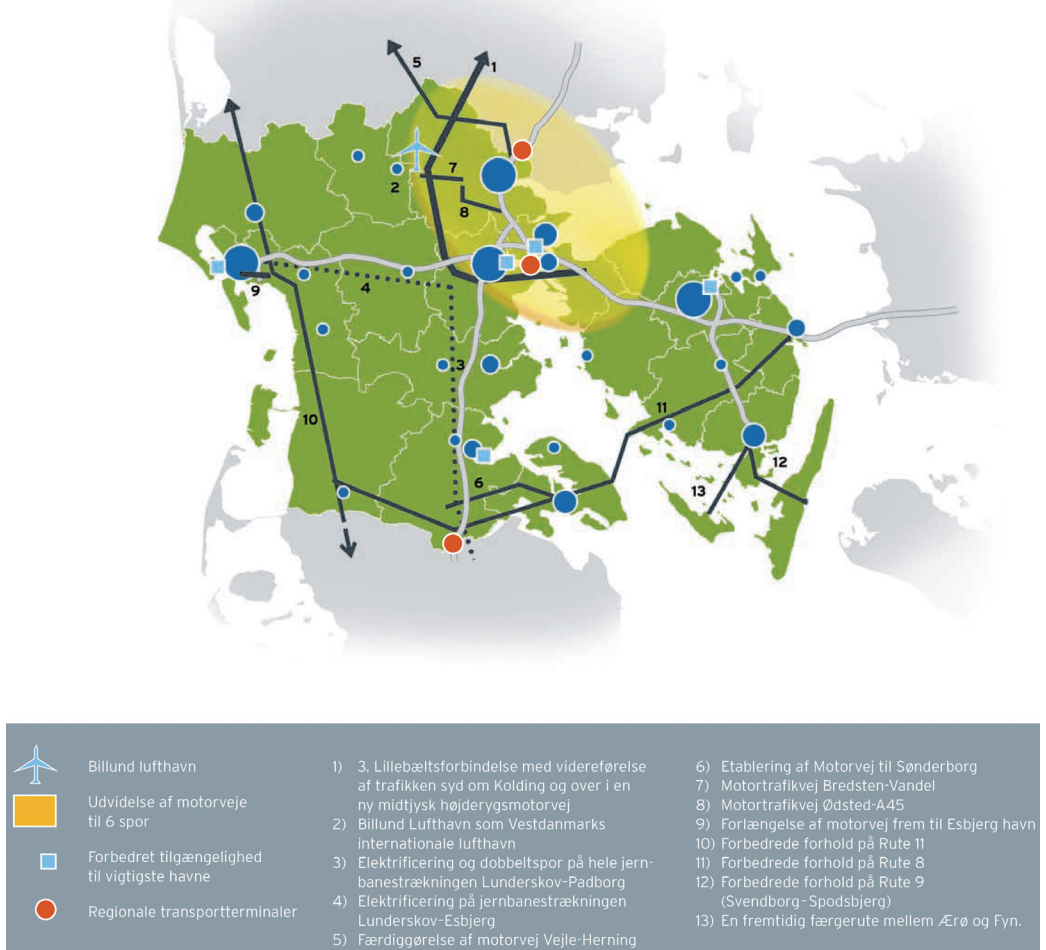 5
1
2
7
8
9
4
3
10
11
6
12
13
Billund lufthavn
Udvidelse af motorveje
til 6 spor
Forbedret tilgængelighed
til vigtigste havne
Regionale transportterminaler
1) 3. Lillebæltsforbindelse med videreførelse
af trafikken syd om Kolding og over i en
ny midtjysk højderygsmotorvej
2) Billund Lufthavn som Vestdanmarks
internationale lufthavn
3) Elektrificering og dobbeltspor på hele jern-
banestrækningen Lunderskov–Padborg
4) Elektrificering på jernbanestrækningen
Lunderskov–Esbjerg
5) Færdiggørelse af motorvej Vejle-Herning
6) Etablering af Motorvej til Sønderborg
7) Motortrafikvej Bredsten-Vandel
8) Motortrafikvej Ødsted-A45
9) Forlængelse af motorvej frem til Esbjerg havn
10) Forbedrede forhold på Rute 11
11) Forbedrede forhold på Rute 8
12) Forbedrede forhold på Rute 9
(Svendborg–Spodsbjerg)
13) En fremtidig færgerute mellem Ærø og Fyn.